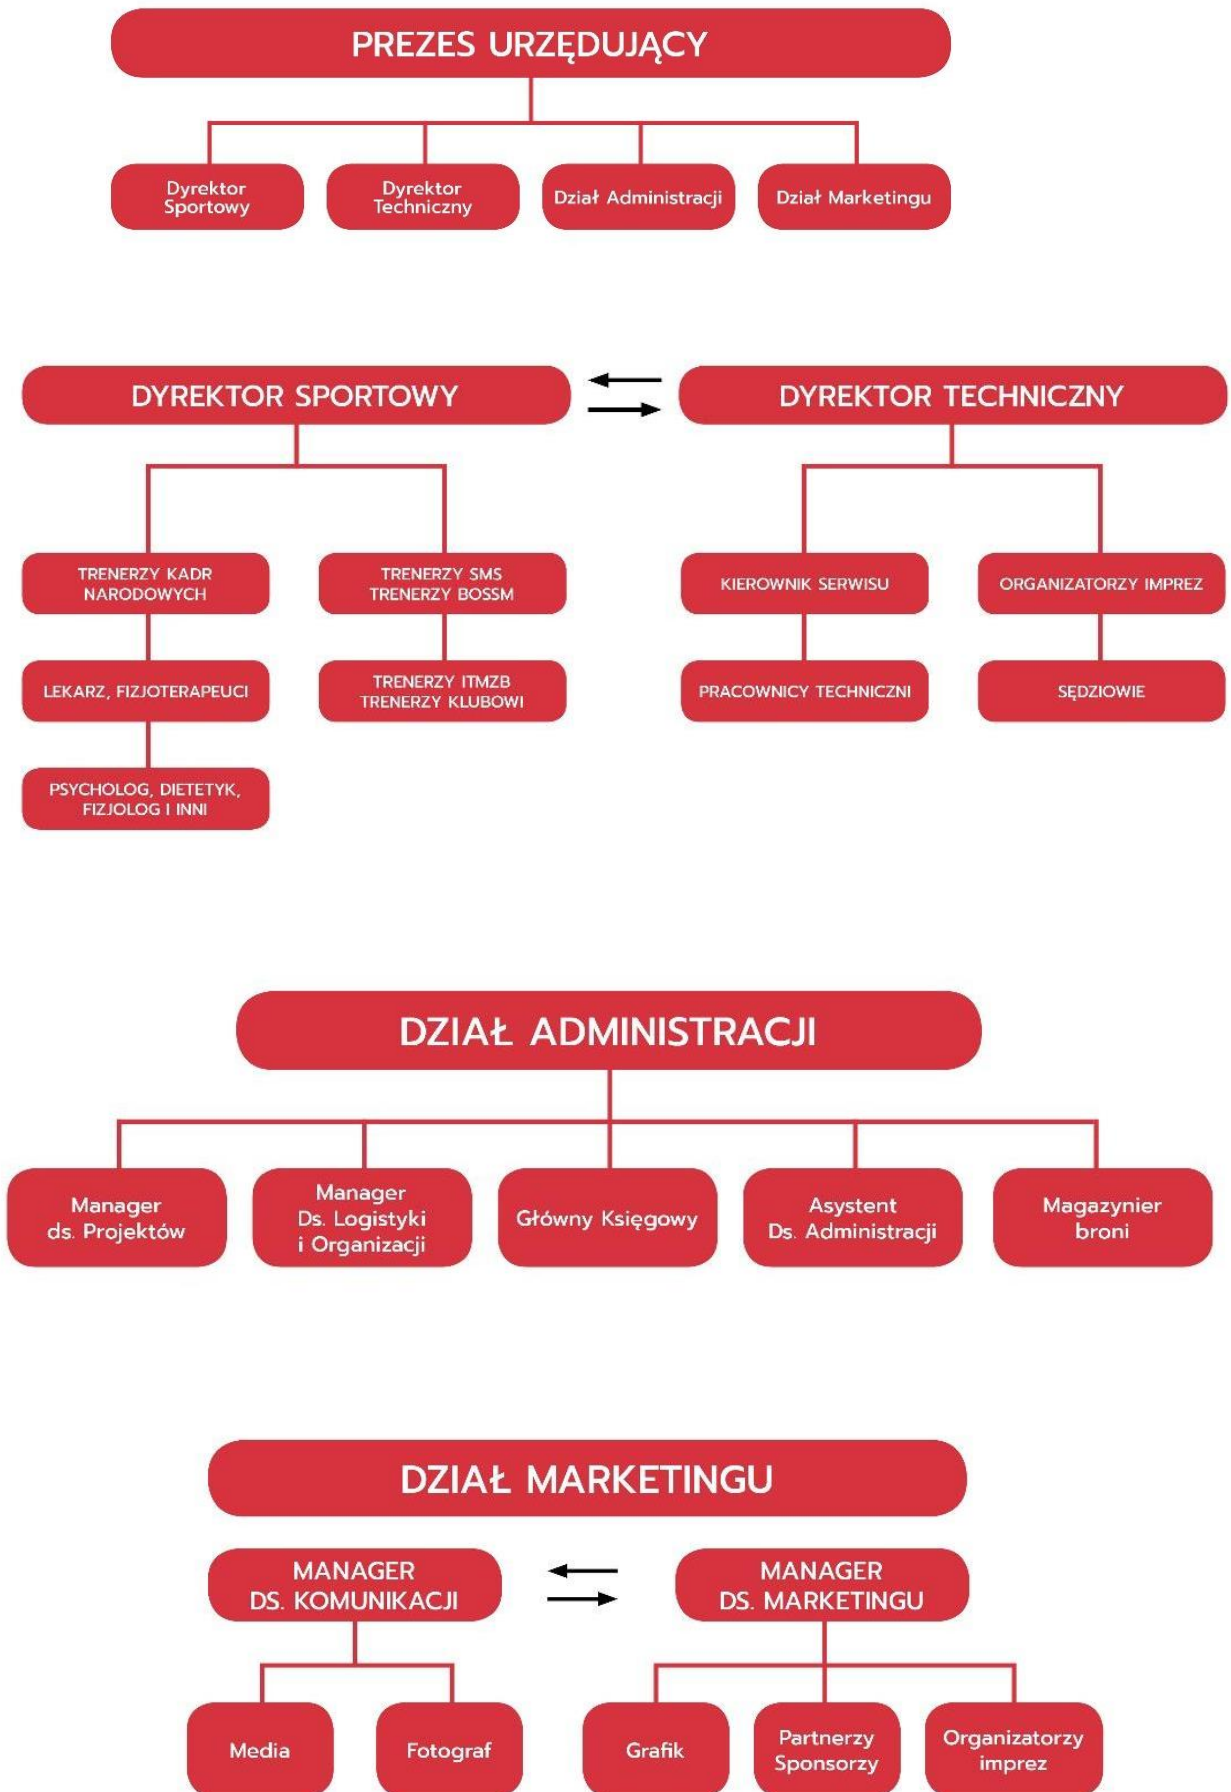 PREZES URZĘDUJĄCY
Dyrektor
Sportowy
Dyrektor
Techniczny
Dział Administracji
Dział Marketingu
DYREKTOR SPORTOWY
DYREKTOR TECHNICZNY
TRENERZY KADR
NARODOWYCH
TRENERZY SMS
TRENERZY BOSSM
KIEROWNIK SERWISU
ORGANIZATORZY IMPREZ
LEKARZ, FIZJOTERAPEUCI
TRENERZY ITMZB
TRENERZY KLUBOWI
PRACOWNICY TECHNICZNI
SĘDZIOWIE
PSYCHOLOG, DIETETYK,
FIZJOLOG I INNI
DZIAŁ ADMINISTRACJI
Manager
ds. Projektów
Manager
Ds. Logistyki
i Organizacji
Główny Księgowy
Asystent
Ds. Administracji
Magazynier
broni
DZIAŁ MARKETINGU
MANAGER
DS. KOMUNIKACJI
MANAGER
DS. MARKETINGU
Media
Fotograf
Grafik
Partnerzy
Sponsorzy
Organizatorzy
imprez